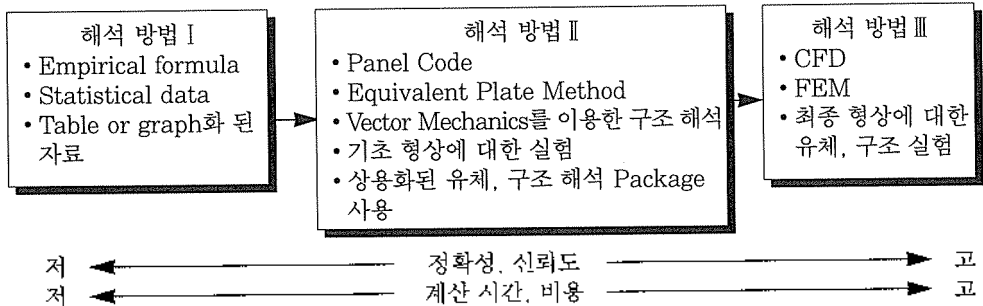 해석 방법 Ⅰ
• Empirical formula
• Statistical data
• Table or graph화 된
자료
해석 방법 Ⅱ
• Panel Code
• Equivalent Plate Method
• Vector Mechanics를 이용한 구조 해석
• 기초 형상에 대한 실험
• 상용화된 유체, 구조 해석 Package
사용
해석 방법 Ⅲ
• CFD
• FEM
• 최종 형상에 대한
유체, 구조 실험
저 정확성, 신뢰도 고
저 계산 시간, 비용 고